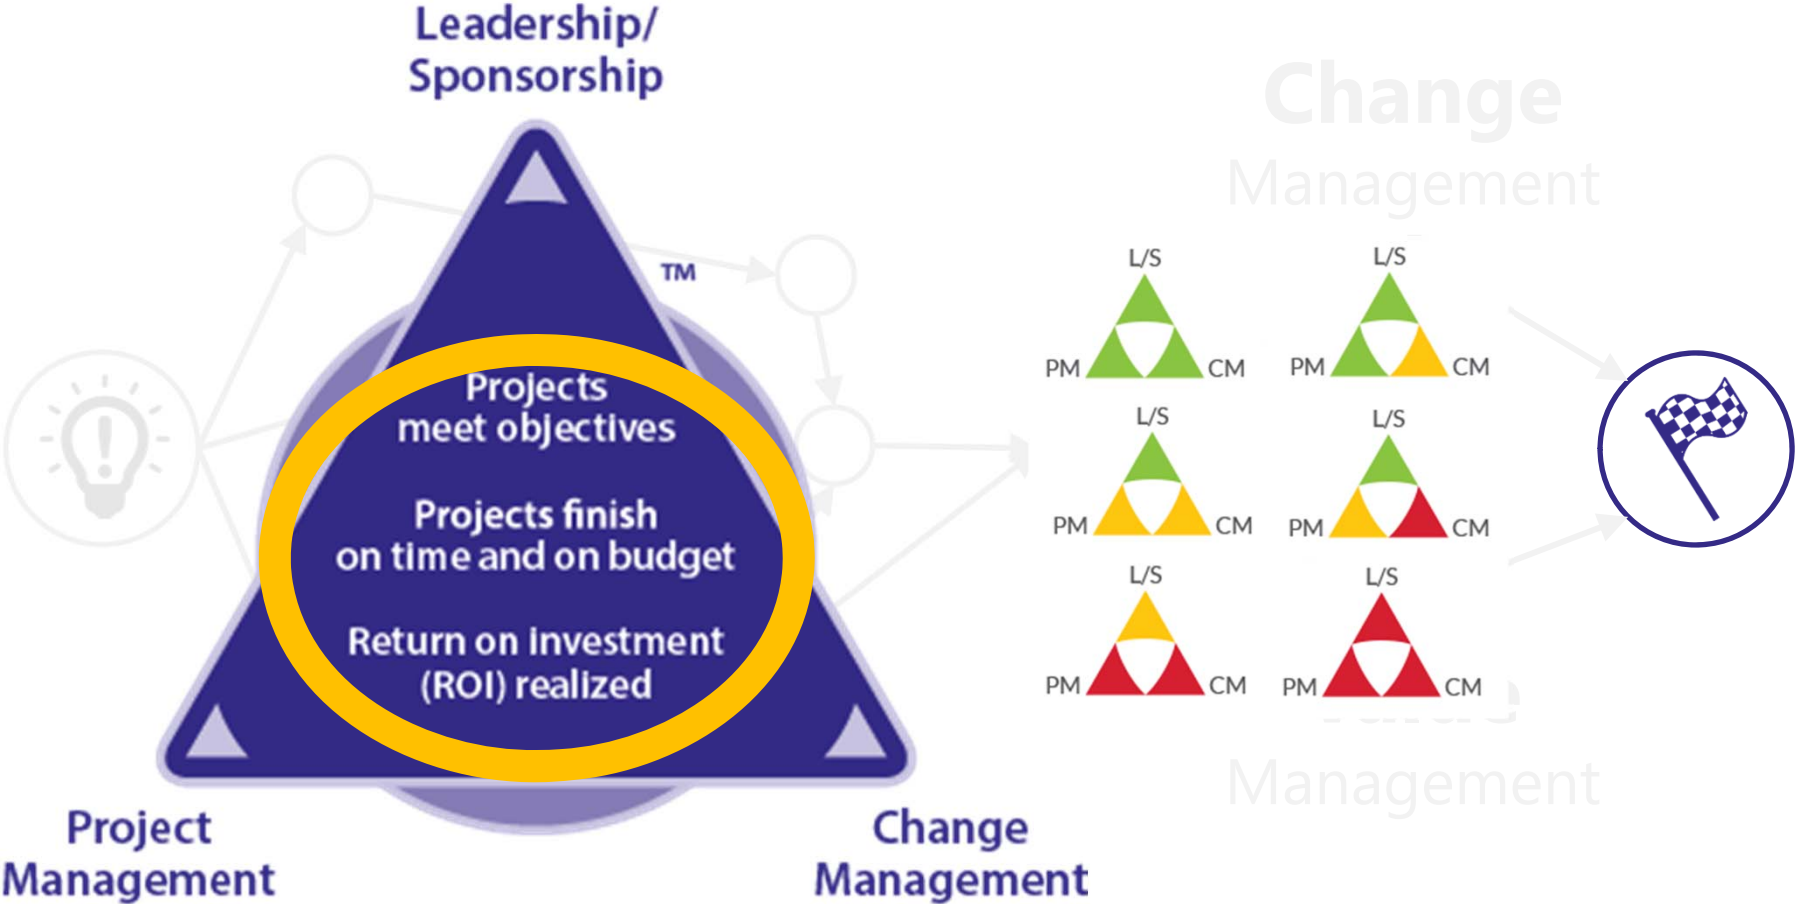 Leadership/
Sponsorship
TM
Projects
meet objectives
Projects finish
on time and on budget
Return on investment
(ROI) realized
Project
Management
Change
Management
Change
Management
L/S
PM
CM
L/S
PM
CM
L/S
PM
CM
L/S
PM
CM
L/S
PM
CM
L/S
PM
CM
Management